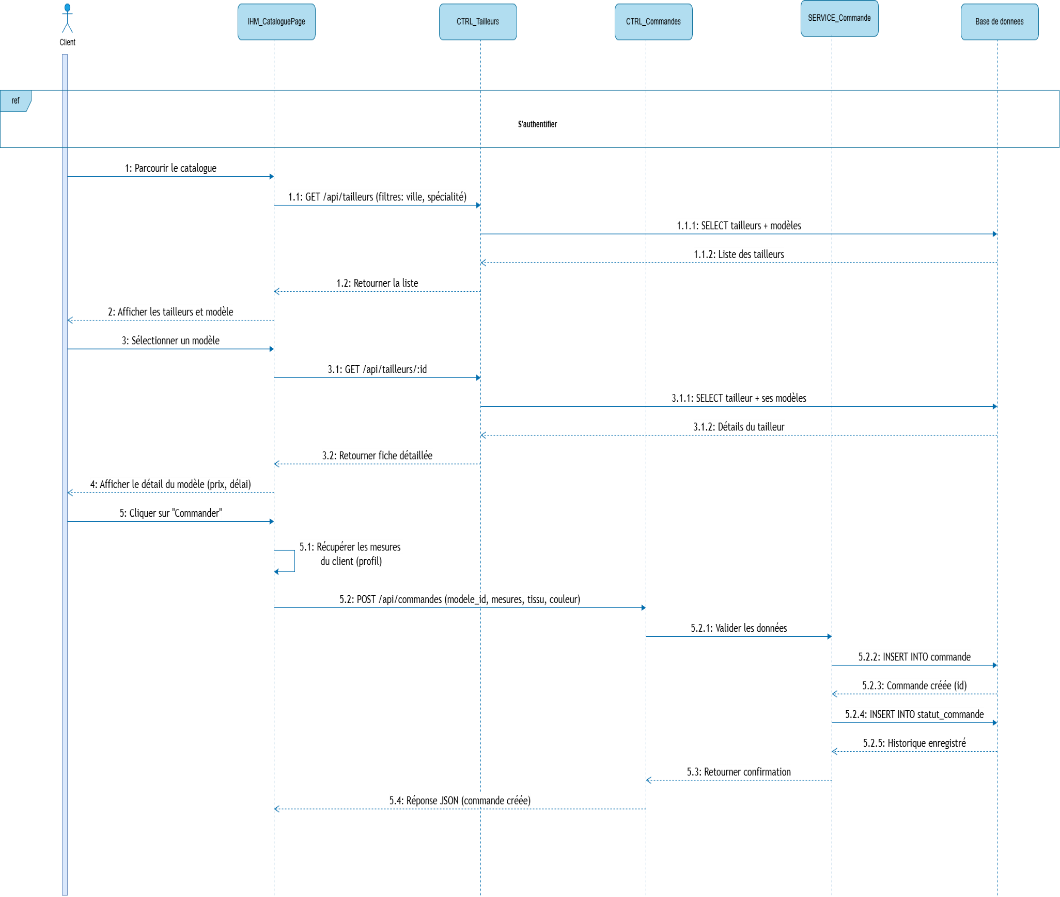 IHM_CataloguePage
CTRL_Tailleurs
CTRL_Commandes
SERVICE_Commande
Base de donnees
Client
ref
S'authentifier
1: Parcourir le catalogue
1.1: GET /api/tailleurs (filtres: ville, spécialité)
1.1.1: SELECT tailleurs + modèles
1.1.2: Liste des tailleurs
1.2: Retourner la liste
2: Afficher les tailleurs et modèle
3: Sélectionner un modèle
3.1: GET /api/tailleurs/:id
3.1.1: SELECT tailleur + ses modèles
3.1.2: Détails du tailleur
3.2: Retourner fiche détaillée
4: Afficher le détail du modèle (prix, délai)
5: Cliquer sur "Commander"
5.1: Récupérer les mesures
du client (profil)
5.2: POST /api/commandes (modele_id, mesures, tissu, couleur)
5.2.1: Valider les données
5.2.2: INSERT INTO commande
5.2.3: Commande créée (id)
5.2.4: INSERT INTO statut_commande
5.2.5: Historique enregistré
5.3: Retourner confirmation
5.4: Réponse JSON (commande créée)